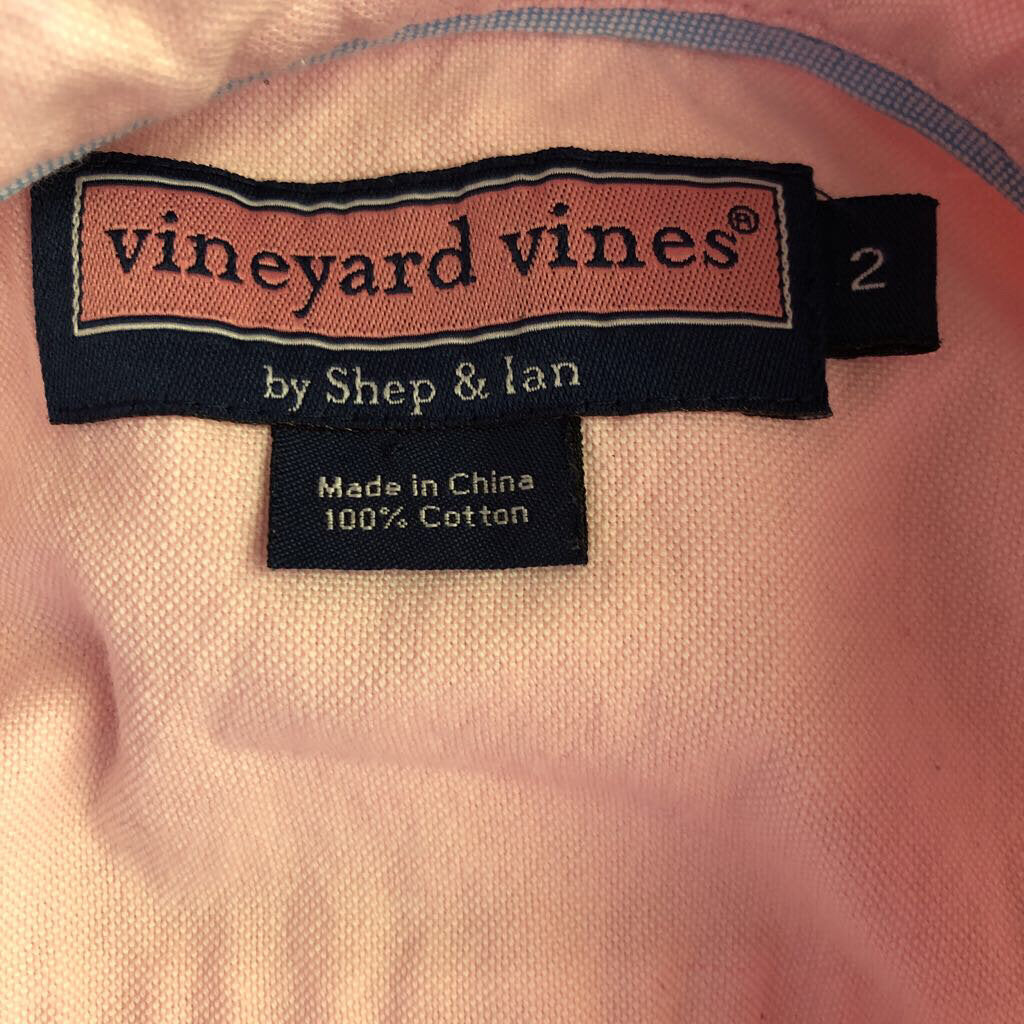 vineyard vines®
2
by Shep & Ian
Made in China
100% Cotton